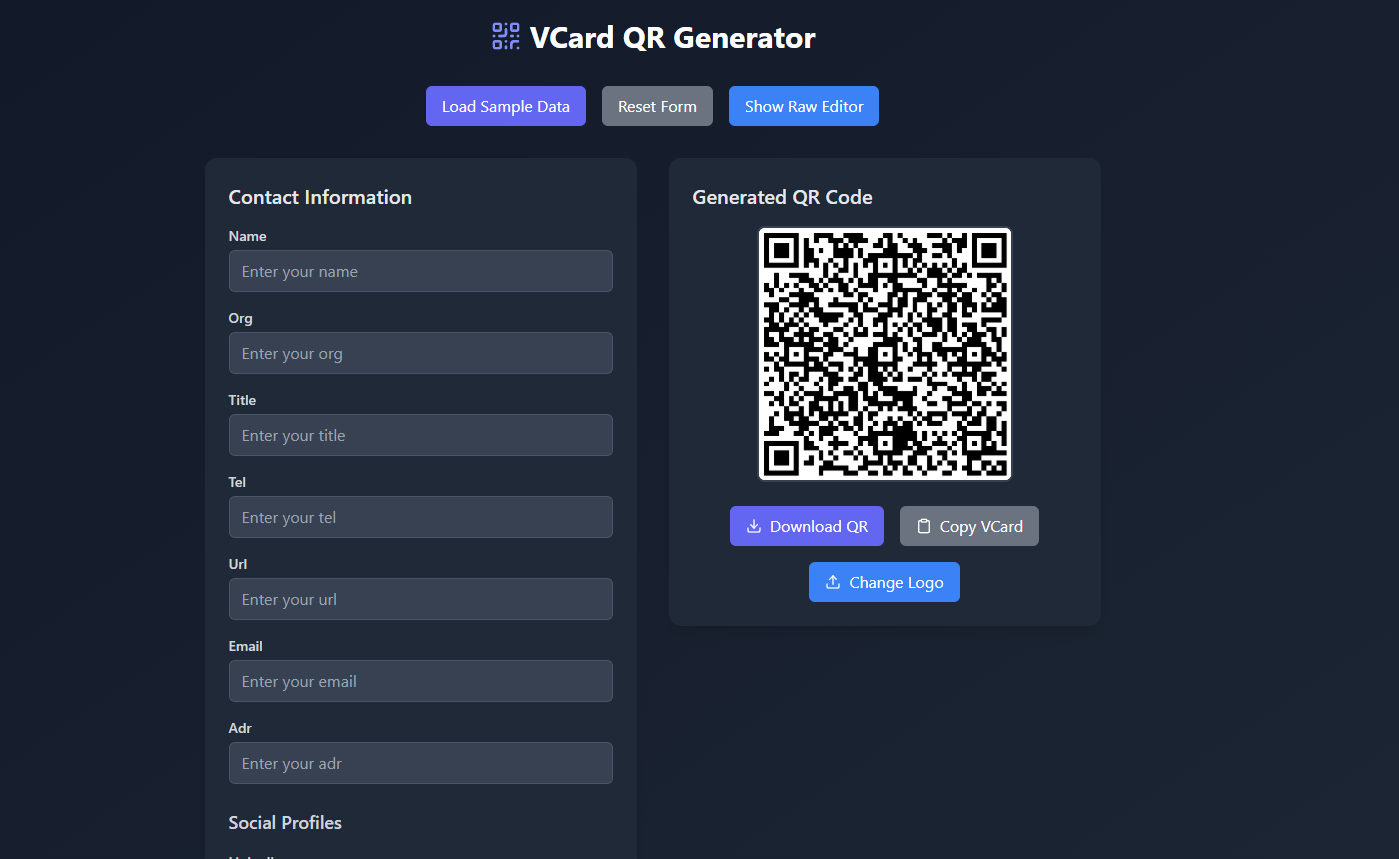 VCard QR Generator
Load Sample Data
Reset Form
Show Raw Editor
Contact Information
Name
Enter your name
Org
Enter your org
Title
Enter your title
Tel
Enter your tel
Url
Enter your url
Email
Enter your email
Adr
Enter your adr
Social Profiles
Generated QR Code
Download QR
Copy VCard
Change Logo